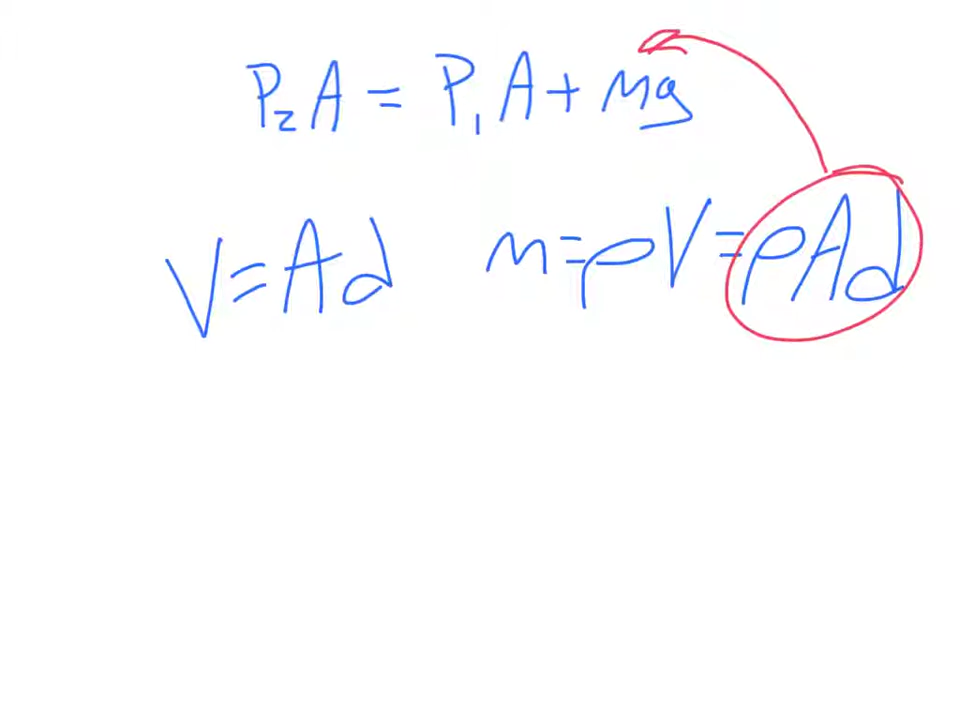 P₂A = P₁A + mg
V = Ad m = ρV = ρAd